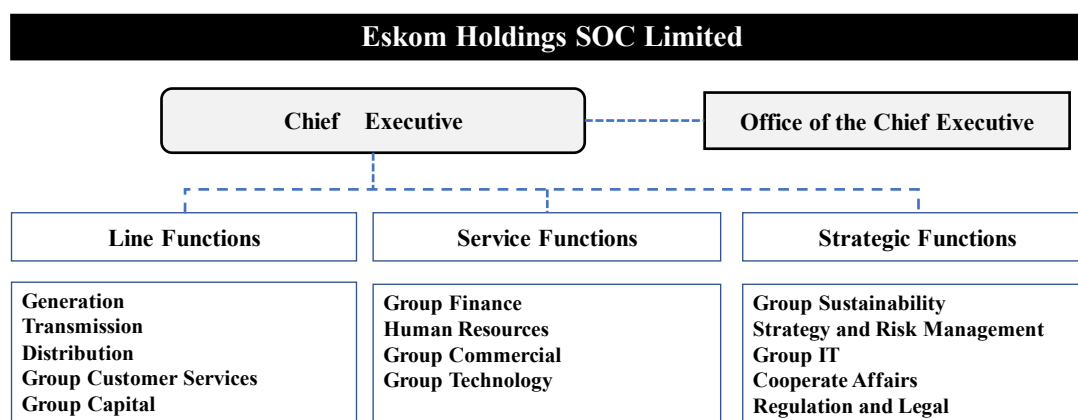 Eskom Holdings SOC Limited
Chief Executive
Office of the Chief Executive
Line Functions
Service Functions
Strategic Functions
Generation
Transmission
Distribution
Group Customer Services
Group Capital
Group Finance
Human Resources
Group Commercial
Group Technology
Group Sustainability
Strategy and Risk Management
Group IT
Cooperate Affairs
Regulation and Legal